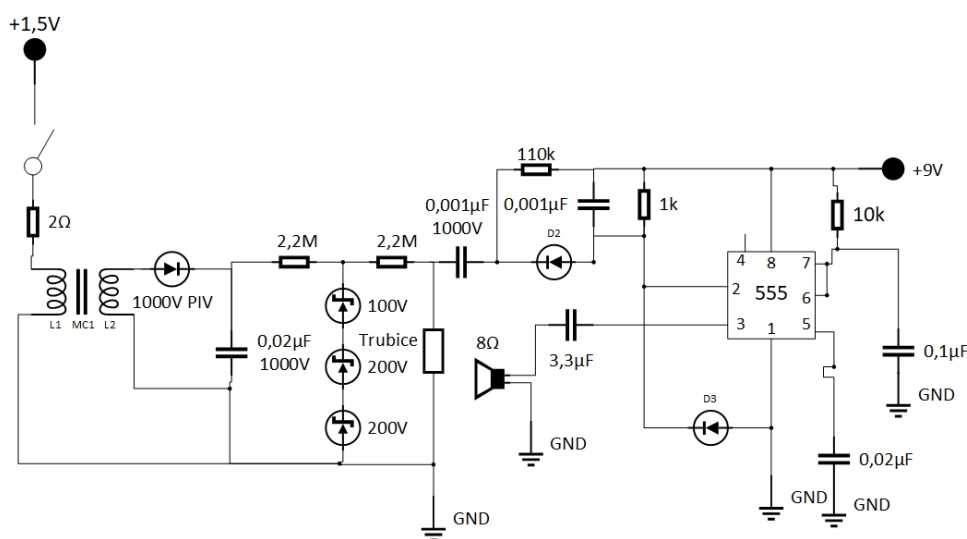 +1,5V
2Ω
L1
MC1
L2
1000V PIV
0,02µF
1000V
2,2M
2,2M
100V
200V
200V
Trubice
GND
0,001µF
1000V
110k
0,001µF
D2
1k
+9V
10k
4
8
7
2
555
6
3
1
5
8Ω
3,3µF
GND
D3
GND
0,1µF
GND
0,02µF
GND